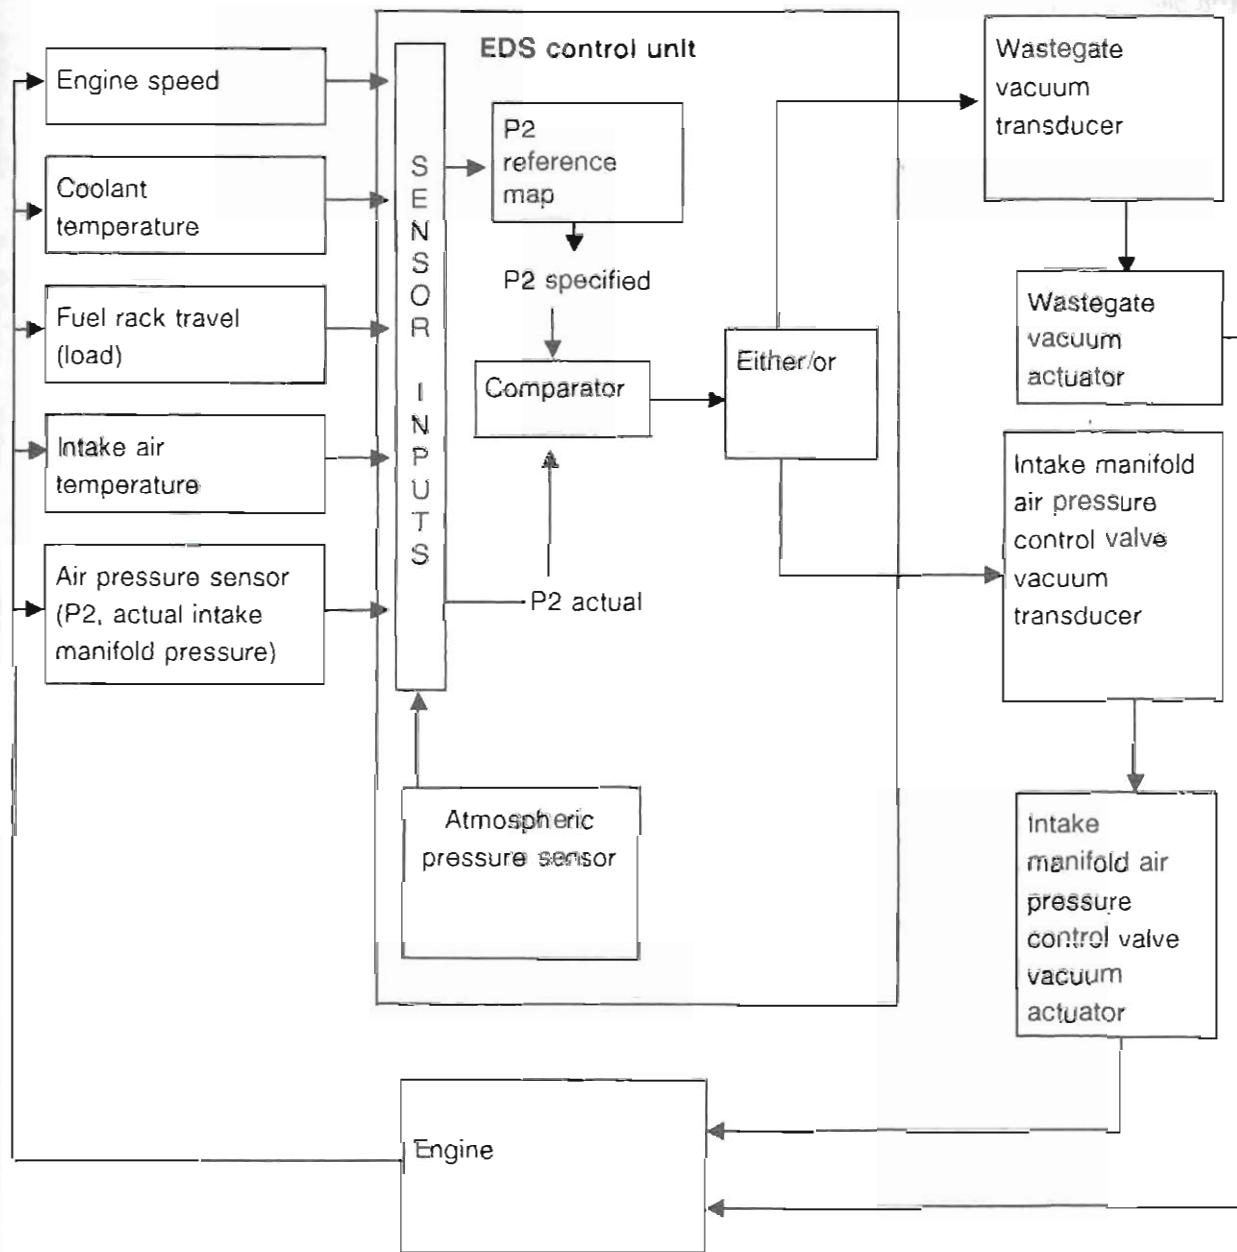 EDS control unit
Engine speed
Coolant
temperature
Fuel rack travel
(load)
Intake air
temperature
Air pressure sensor
(P2, actual intake
manifold pressure)
SENSOR INPUTS
P2
reference
map
P2 specified
Comparator
P2 actual
Either/or
Atmospheric
pressure sensor
Wastegate
vacuum
transducer
Wastegate
vacuum
actuator
Intake manifold
air pressure
control valve
vacuum
transducer
Intake
manifold air
pressure
control valve
vacuum
actuator
Engine